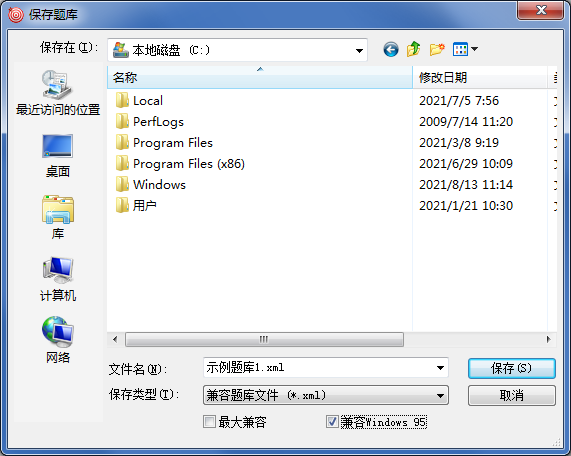 保存题库
保存在(I):
本地磁盘 (C:)
最近访问的位置
桌面
库
计算机
网络
名称 修改日期
Local 2021/7/5 7:56
PerfLogs 2009/7/14 11:20
Program Files 2021/3/8 9:19
Program Files (x86) 2021/6/29 10:09
Windows 2021/8/13 11:14
用户 2021/1/21 10:30
文件名(N): 示例题库1.xml 保存(S)
保存类型(T): 兼容题库文件 (*.xml) 取消
最大兼容 兼容Windows 95